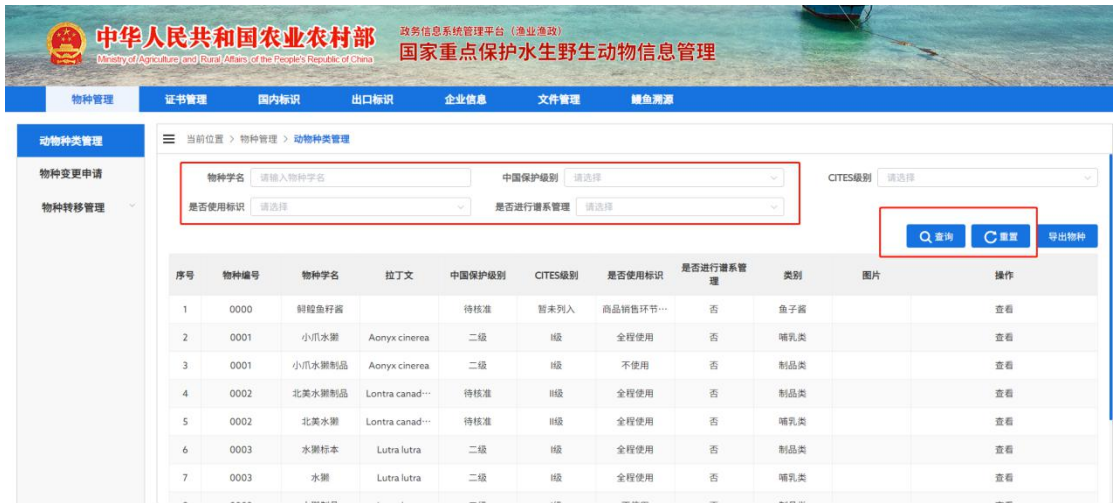 中华人民共和国农业农村部
Ministry of Agriculture and Rural Affairs of the People's Republic of China
政务信息系统管理平台（渔业渔政）
国家重点保护水生野生动物信息管理
物种管理 证书管理 国内标识 出口标识 企业信息 文件管理 鳗鱼溯源
动物种类管理
物种变更申请
物种转移管理
当前位置 > 物种管理 > 动物种类管理
物种学名 请输入物种学名 中国保护级别 请选择 CITES级别 请选择
是否使用标识 请选择 是否进行谱系管理 请选择
查询 重置 导出物种
序号 物种编号 物种学名 拉丁文 中国保护级别 CITES级别 是否使用标识 是否进行谱系管理 类别 图片 操作
1 0000 鲟鳇鱼籽酱 待核准 暂未列入 商品销售环节… 否 鱼子酱 查看
2 0001 小爪水獭 Aonyx cinerea 二级 I级 全程使用 否 哺乳类 查看
3 0001 小爪水獭制品 Aonyx cinerea 二级 I级 不使用 否 制品类 查看
4 0002 北美水獭制品 Lontra canad… 待核准 II级 全程使用 否 制品类 查看
5 0002 北美水獭 Lontra canad… 待核准 II级 全程使用 否 哺乳类 查看
6 0003 水獭标本 Lutra lutra 二级 I级 全程使用 否 制品类 查看
7 0003 水獭 Lutra lutra 二级 I级 全程使用 否 哺乳类 查看